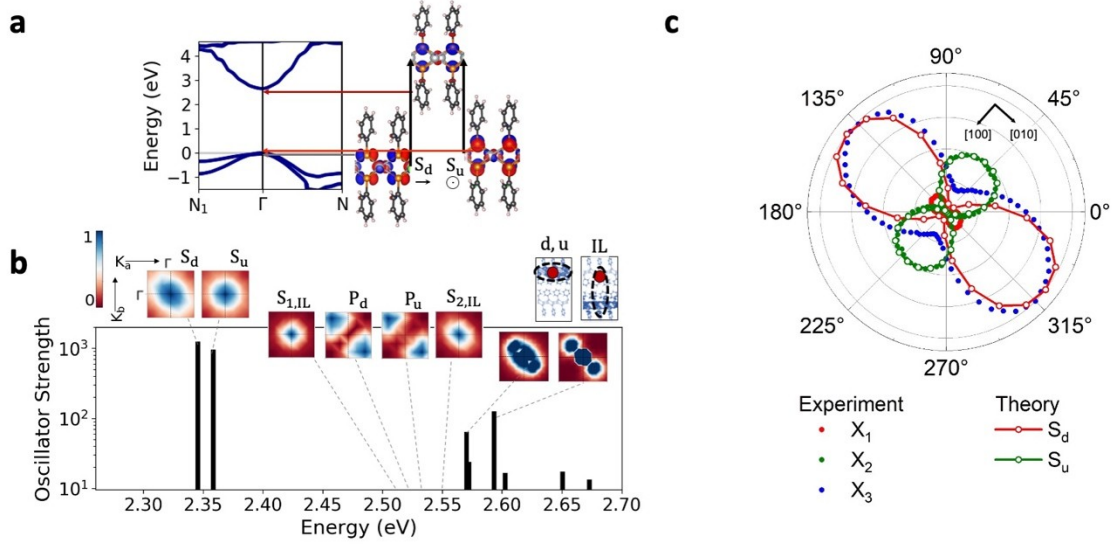 a
Energy (eV)
4
3
2
1
0
−1
N1
Γ
N
Sd
Su
b
1
0
Ka
Γ
Kb
Γ
Sd
Su
S1,IL
Pd
Pu
S2,IL
d, u
IL
Oscillator Strength
10³
10²
10¹
2.30
2.35
2.40
2.45
2.50
2.55
2.60
2.65
2.70
Energy (eV)
c
90°
135°
45°
[100]
[010]
180°
0°
225°
315°
270°
Experiment
Theory
X1
Sd
X2
Su
X3